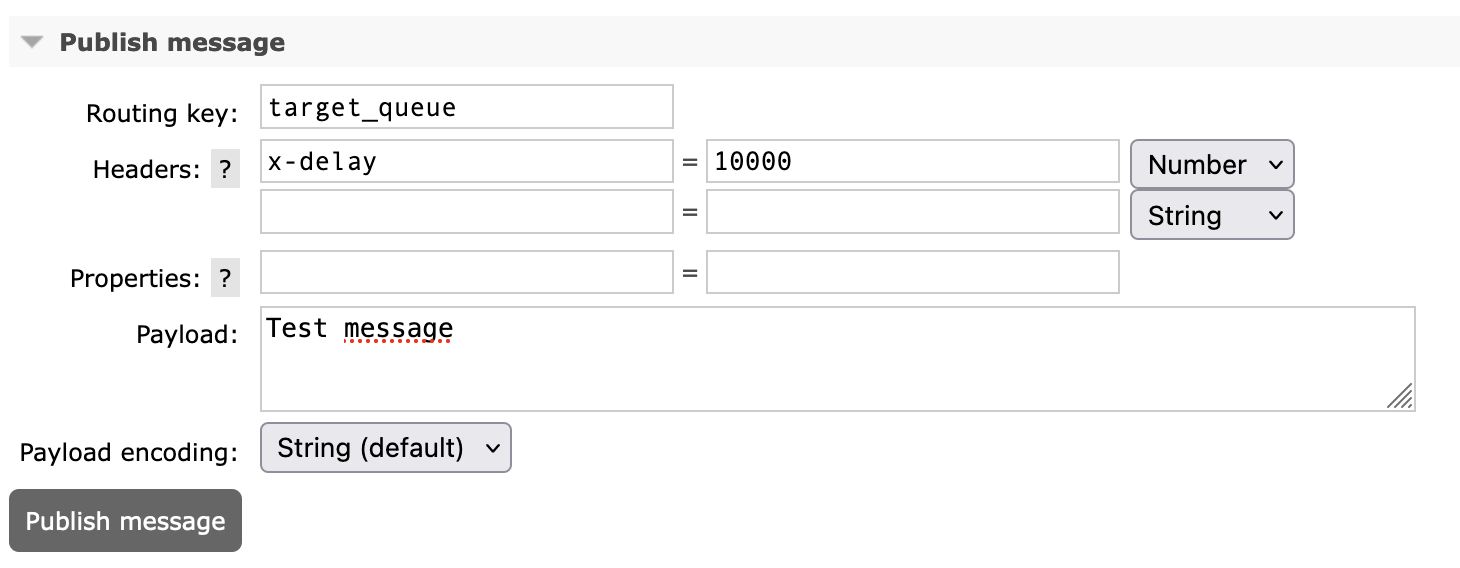 Publish message
Routing key: target_queue
Headers: ? x-delay = 10000 Number
= String
Properties: ? =
Payload: Test message
Payload encoding: String (default)
Publish message